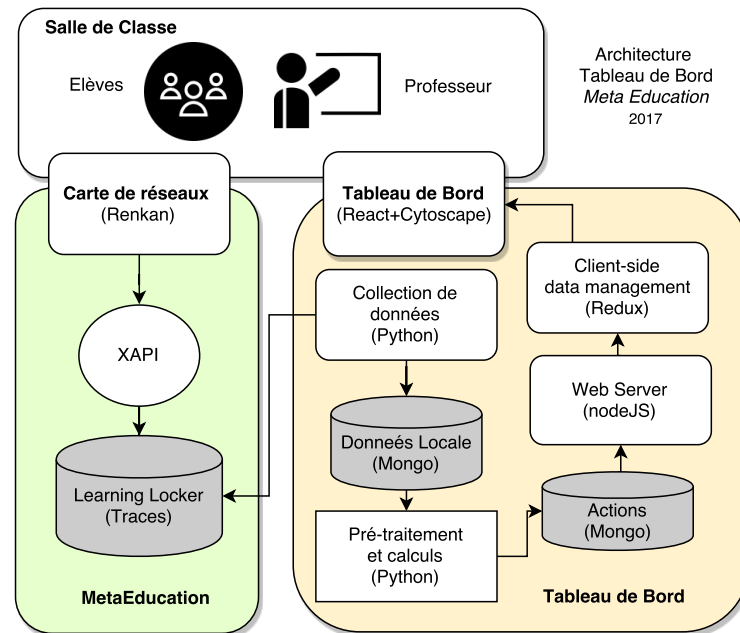 Salle de Classe
Elèves
Professeur
Architecture
Tableau de Bord
Meta Education
2017
Carte de réseaux
(Renkan)
Tableau de Bord
(React+Cytoscape)
XAPI
Learning Locker
(Traces)
MetaEducation
Collection de
données
(Python)
Donneés Locale
(Mongo)
Pré-traitement
et calculs
(Python)
Client-side
data management
(Redux)
Web Server
(nodeJS)
Actions
(Mongo)
Tableau de Bord